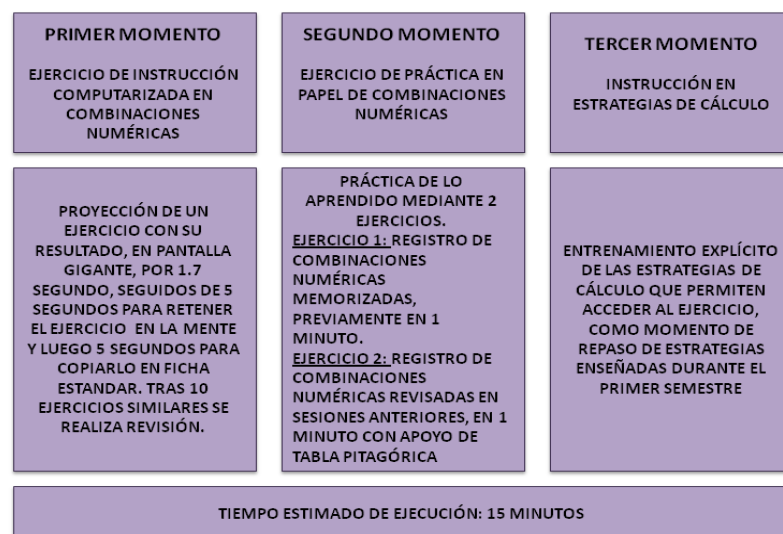 PRIMER MOMENTO
EJERCICIO DE INSTRUCCIÓN
COMPUTARIZADA EN
COMBINACIONES
NUMÉRICAS
SEGUNDO MOMENTO
EJERCICIO DE PRÁCTICA EN
PAPEL DE COMBINACIONES
NUMÉRICAS
TERCER MOMENTO
INSTRUCCIÓN EN
ESTRATEGIAS DE CÁLCULO
PROYECCIÓN DE UN
EJERCICIO CON SU
RESULTADO, EN PANTALLA
GIGANTE, POR 1.7
SEGUNDO, SEGUIDOS DE 5
SEGUNDOS PARA RETENER
EL EJERCICIO EN LA MENTE
Y LUEGO 5 SEGUNDOS PARA
COPIARLO EN FICHA
ESTANDAR. TRAS 10
EJERCICIOS SIMILARES SE
REALIZA REVISIÓN.
PRÁCTICA DE LO
APRENDIDO MEDIANTE 2
EJERCICIOS.
EJERCICIO 1: REGISTRO DE
COMBINACIONES
NUMÉRICAS
MEMORIZADAS,
PREVIAMENTE EN 1
MINUTO.
EJERCICIO 2: REGISTRO DE
COMBINACIONES
NUMÉRICAS REVISADAS EN
SESIONES ANTERIORES, EN 1
MINUTO CON APOYO DE
TABLA PITAGÓRICA
ENTRENAMIENTO EXPLÍCITO
DE LAS ESTRATEGIAS DE
CÁLCULO QUE PERMITEN
ACCEDER AL EJERCICIO,
COMO MOMENTO DE
REPASO DE ESTRATEGIAS
ENSEÑADAS DURANTE EL
PRIMER SEMESTRE
TIEMPO ESTIMADO DE EJECUCIÓN: 15 MINUTOS